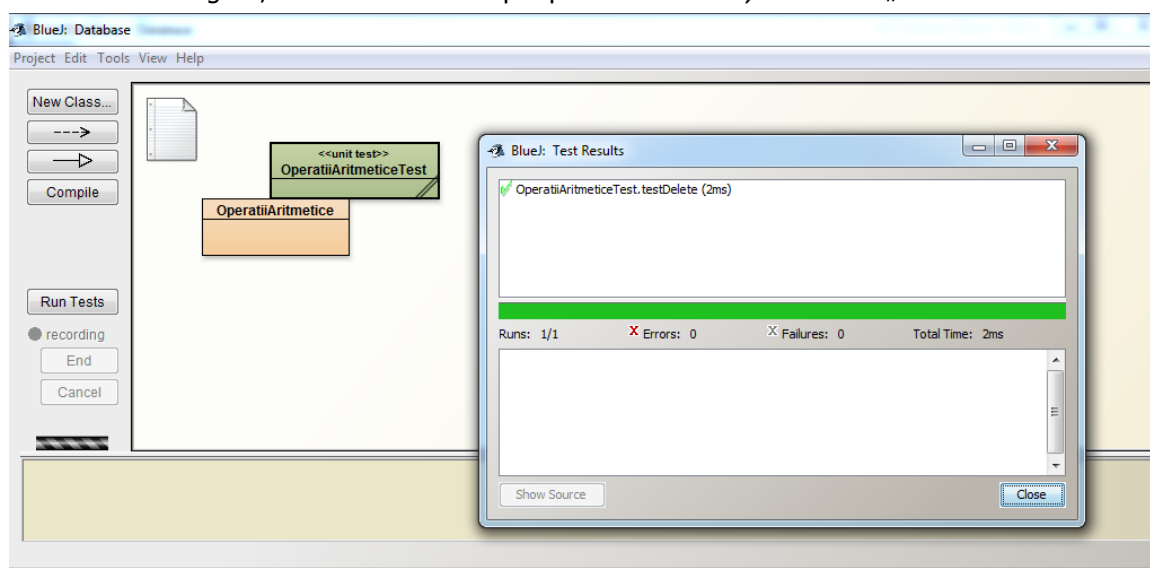 BlueJ: Database
Project Edit Tools View Help
New Class...
--->
Compile
<<unit test>>
OperatiiAritmeticeTest
OperatiiAritmetice
Run Tests
recording
End
Cancel
BlueJ: Test Results
OperatiiAritmeticeTest.testDelete (2ms)
Runs: 1/1 X Errors: 0 X Failures: 0 Total Time: 2ms
Show Source Close